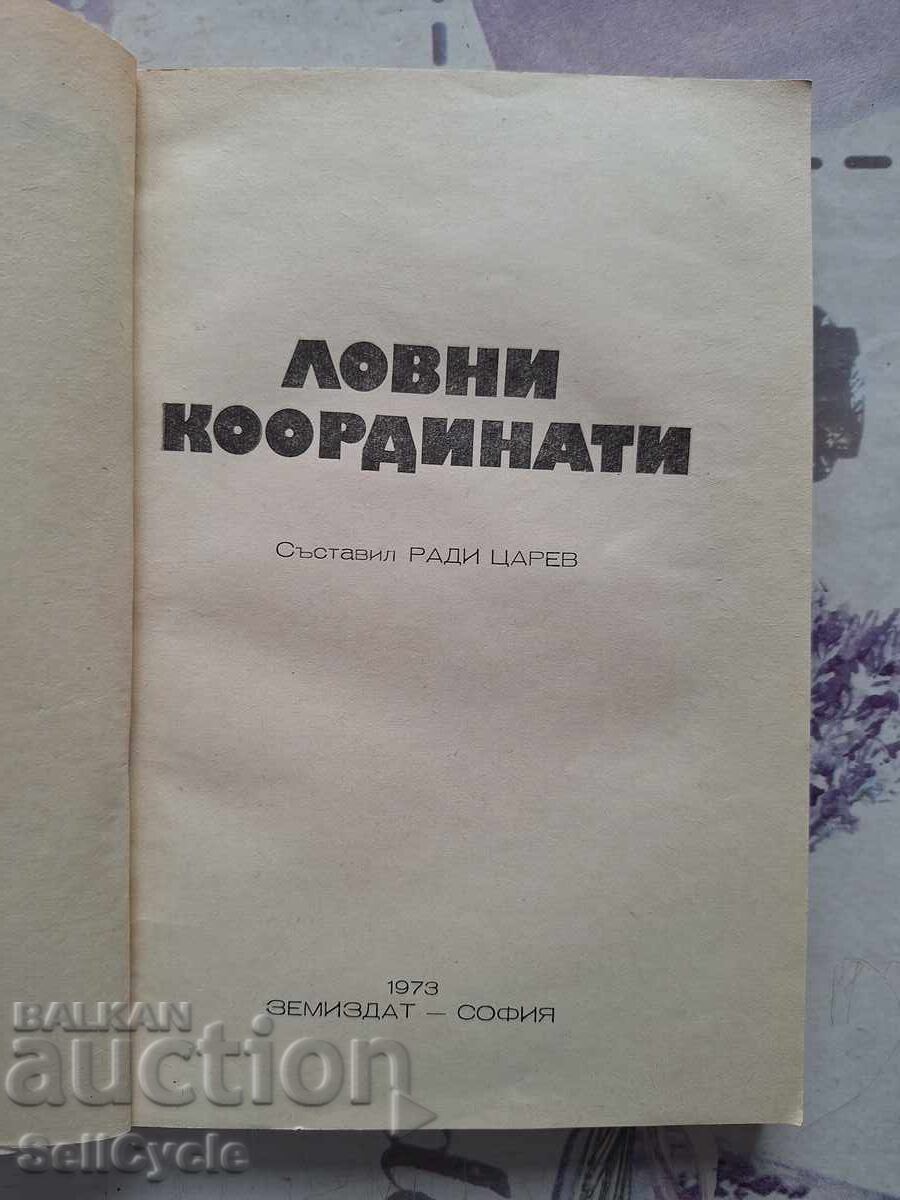 ЛОВНИ
КООРДИНАТИ
Съставил РАДИ ЦАРЕВ
1973
ЗЕМИЗДАТ — СОФИЯ
BALKAN
auction
SellCycle